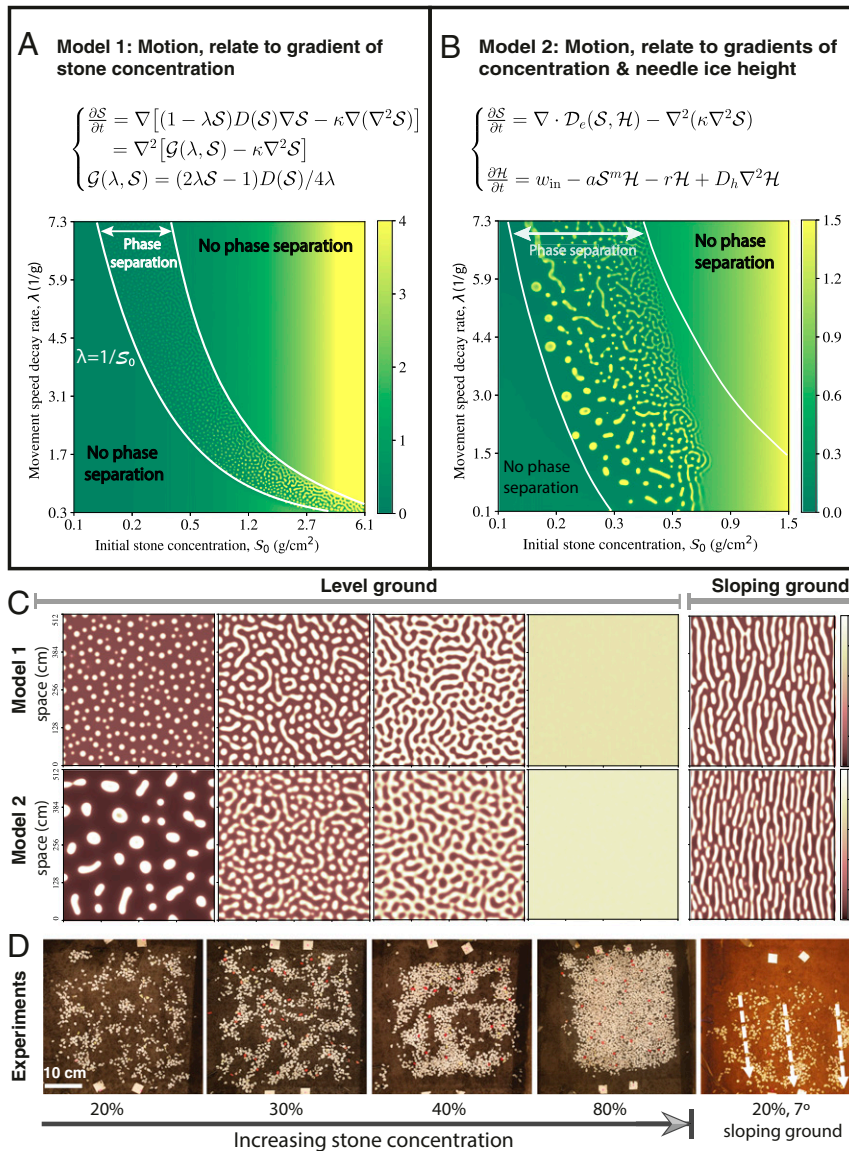 A
Model 1: Motion, relate to gradient of
stone concentration
∂S/∂t = ∇[(1 − λS)D(S)∇S − κ∇(∇²S)]
= ∇²[G(λ, S) − κ∇²S]
G(λ, S) = (2λS − 1)D(S)/4λ
7.3
5.9
4.5
3.1
1.7
0.3
Movement speed decay rate, λ (1/g)
Phase
separation
No phase separation
λ=1/S₀
No phase
separation
0.1
0.2
0.5
1.2
2.7
6.1
Initial stone concentration, S₀ (g/cm²)
4
3
2
1
0
B
Model 2: Motion, relate to gradients of
concentration & needle ice height
∂S/∂t = ∇ · Dₑ(S, H) − ∇²(κ∇²S)
∂H/∂t = w_in − aSᵐH − rH + D_h∇²H
7.3
5.9
4.4
3.0
1.5
0.1
Movement speed decay rate, λ (1/g)
Phase separation
No phase
separation
No phase
separation
0.1
0.2
0.3
0.5
0.9
1.5
Initial stone concentration, S₀ (g/cm²)
1.5
1.2
0.9
0.6
0.3
0.0
C
Level ground
Sloping ground
Model 1
space (cm)
512
384
256
128
0
Model 2
space (cm)
512
384
256
128
0
D
Experiments
10 cm
20%
30%
40%
80%
20%, 7º
sloping ground
Increasing stone concentration